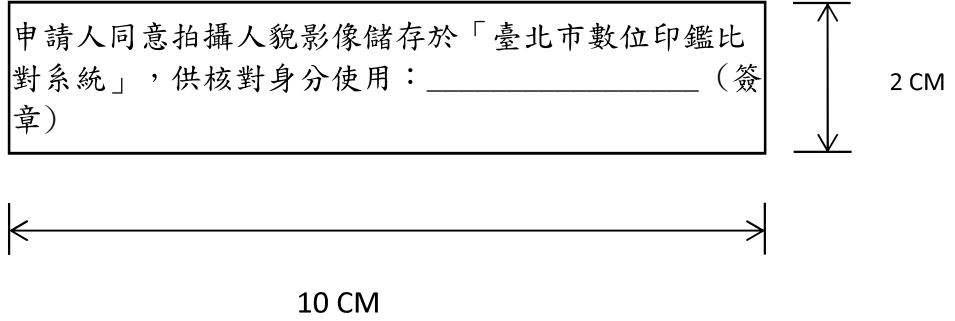 申請人同意拍攝人貌影像儲存於「臺北市數位印鑑比
對系統」，供核對身分使用：__________________（簽
章）
2 CM
10 CM